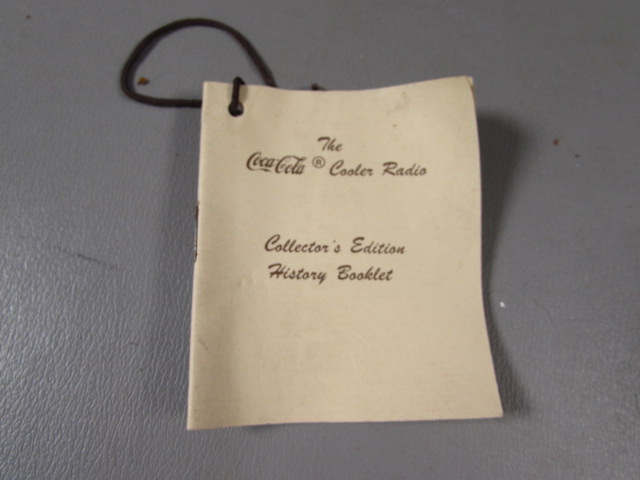 The
Coca-Cola ® Cooler Radio
Collector's Edition
History Booklet